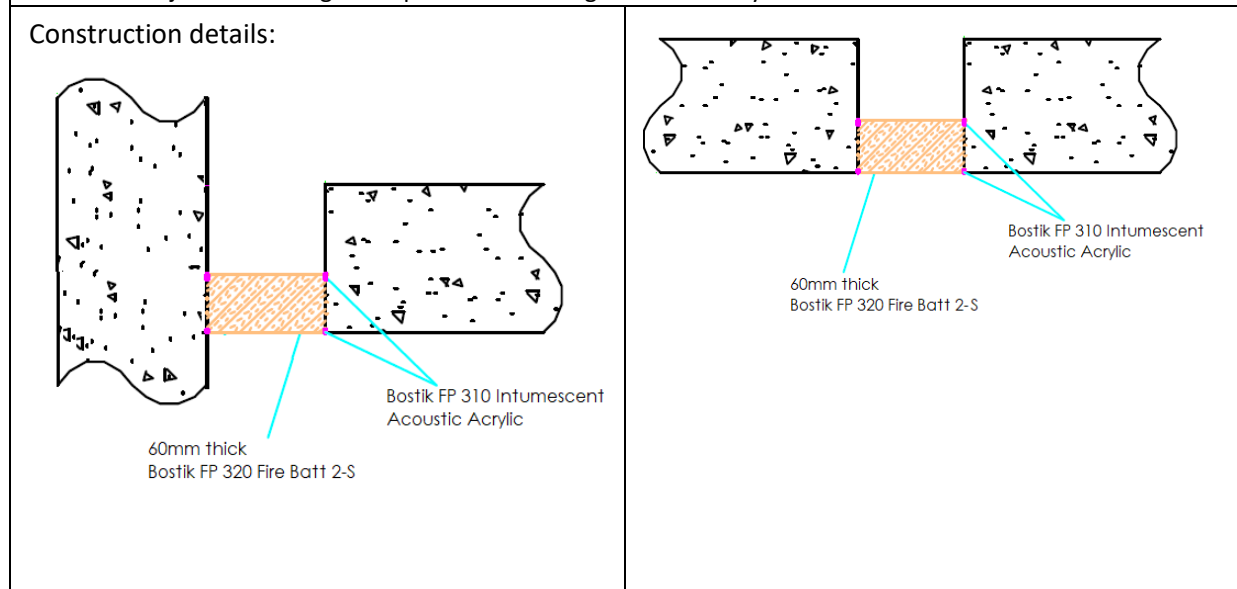 Construction details:
Bostik FP 310 Intumescent
Acoustic Acrylic
60mm thick
Bostik FP 320 Fire Batt 2-S
Bostik FP 310 Intumescent
Acoustic Acrylic
60mm thick
Bostik FP 320 Fire Batt 2-S